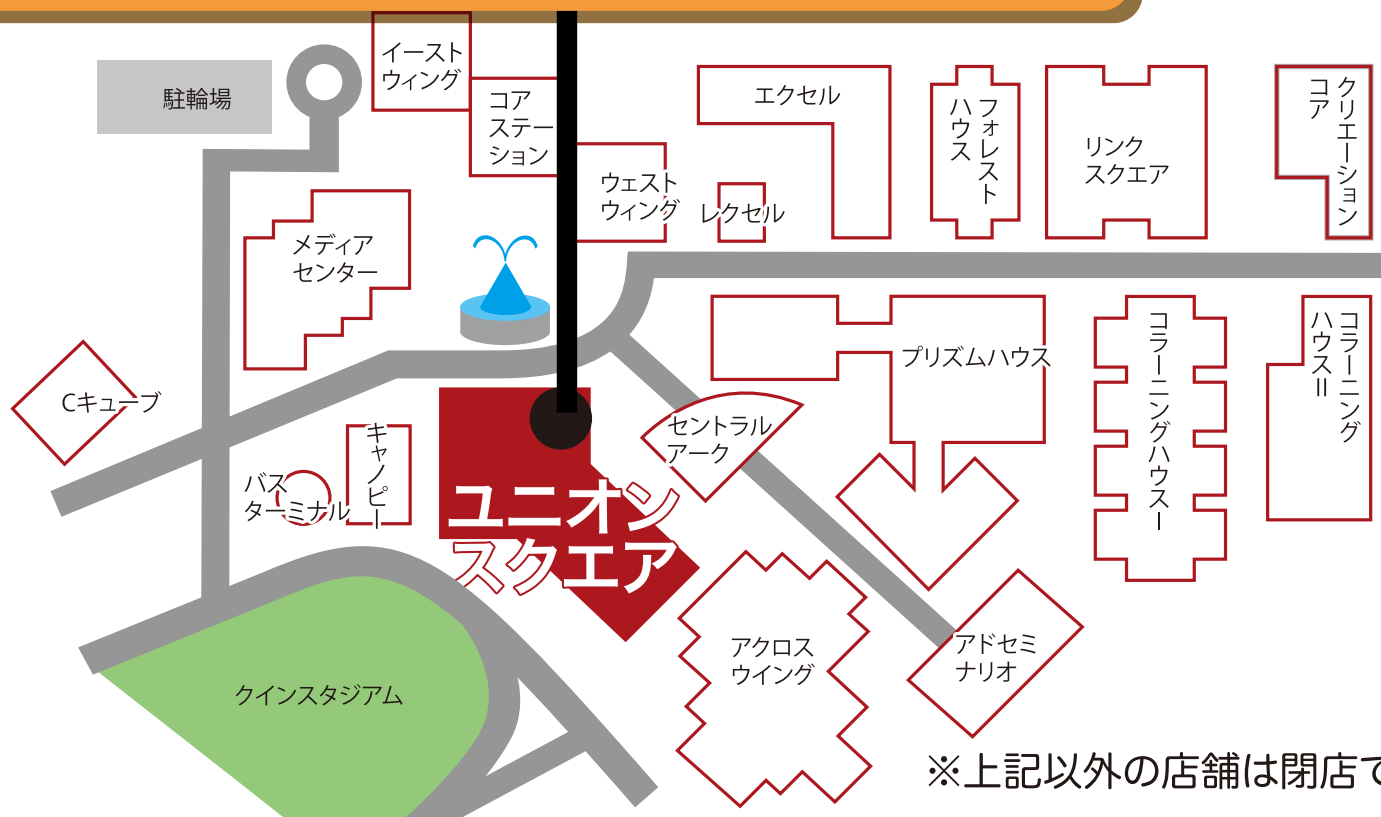 イースト
ウィング
駐輪場
コア
ステー
ション
エクセル
フォレスト
ハウス
リンク
スクエア
クリエーション
コア
ウェスト
ウィング
レクセル
メディア
センター
プリズムハウス
コラーニングハウスⅠ
コラーニング
ハウスⅡ
Cキューブ
セントラル
アーク
キャノピー
バス
ターミナル
ユニオン
スクエア
アクロス
ウイング
アドセミ
ナリオ
クインスタジアム
※上記以外の店舗は閉店で